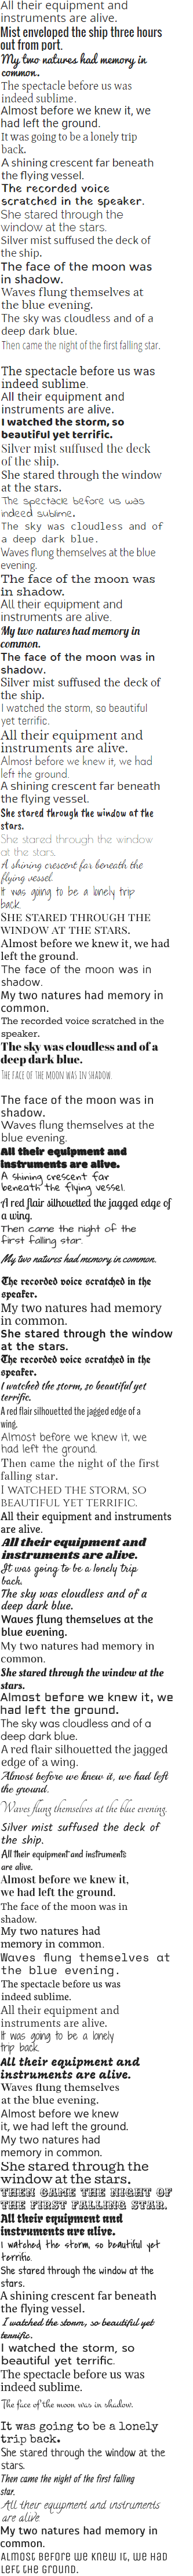 All their equipment and
instruments are alive.
Mist enveloped the ship three hours
out from port.
My two natures had memory in
common.
The spectacle before us was
indeed sublime.
Almost before we knew it, we
had left the ground.
It was going to be a lonely trip
back.
A shining crescent far beneath
the flying vessel.
The recorded voice
scratched in the speaker.
She stared through the
window at the stars.
Silver mist suffused the deck of
the ship.
The face of the moon was
in shadow.
Waves flung themselves at
the blue evening.
The sky was cloudless and of a
deep dark blue.
Then came the night of the first falling star.
The spectacle before us was
indeed sublime.
All their equipment and
instruments are alive.
I watched the storm, so
beautiful yet terrific.
Silver mist suffused the deck
of the ship.
She stared through the window
at the stars.
The spectacle before us was
indeed sublime.
The sky was cloudless and of
a deep dark blue.
Waves flung themselves at the blue
evening.
The face of the moon was
in shadow.
All their equipment and
instruments are alive.
My two natures had memory in
common.
The face of the moon was in
shadow.
Silver mist suffused the deck of
the ship.
I watched the storm, so beautiful
yet terrific.
All their equipment and
instruments are alive.
Almost before we knew it, we had
left the ground.
A shining crescent far beneath
the flying vessel.
She stared through the window at the
stars.
She stared through the window
at the stars.
A shining crescent far beneath the
flying vessel.
It was going to be a lonely trip
back.
She stared through the
window at the stars.
Almost before we knew it, we had
left the ground.
The face of the moon was in
shadow.
My two natures had memory in
common.
The recorded voice scratched in the
speaker.
The sky was cloudless and of a
deep dark blue.
The face of the moon was in shadow.
The face of the moon was in
shadow.
Waves flung themselves at the
blue evening.
All their equipment and
instruments are alive.
A shining crescent far
beneath the flying vessel.
A red flair silhouetted the jagged edge of
a wing.
Then came the night of the
first falling star.
My two natures had memory in common.
The recorded voice scratched in the
speaker.
My two natures had memory
in common.
She stared through the window
at the stars.
The recorded voice scratched in the
speaker.
I watched the storm, so beautiful yet
terrific.
A red flair silhouetted the jagged edge of a
wing.
Almost before we knew it, we
had left the ground.
Then came the night of the first
falling star.
I watched the storm, so
beautiful yet terrific.
All their equipment and instruments
are alive.
All their equipment and
instruments are alive.
It was going to be a lonely trip
back.
The sky was cloudless and of a
deep dark blue.
Waves flung themselves at the
blue evening.
My two natures had memory in
common.
She stared through the window at the
stars.
Almost before we knew it, we
had left the ground.
The sky was cloudless and of a
deep dark blue.
A red flair silhouetted the jagged
edge of a wing.
Almost before we knew it, we had left
the ground.
Waves flung themselves at the blue evening.
Silver mist suffused the deck of
the ship.
All their equipment and instruments
are alive.
Almost before we knew it,
we had left the ground.
The face of the moon was in
shadow.
My two natures had
memory in common.
Waves flung themselves at
the blue evening.
The spectacle before us was
indeed sublime.
All their equipment and
instruments are alive.
It was going to be a lonely
trip back.
All their equipment and
instruments are alive.
Waves flung themselves
at the blue evening.
Almost before we knew
it, we had left the ground.
My two natures had
memory in common.
She stared through the
window at the stars.
Then came the night of
the first falling star.
All their equipment and
instruments are alive.
I watched the storm, so beautiful yet
terrific.
She stared through the window at the
stars.
A shining crescent far beneath
the flying vessel.
I watched the storm, so beautiful yet
terrific.
I watched the storm, so
beautiful yet terrific.
The spectacle before us was
indeed sublime.
The face of the moon was in shadow.
It was going to be a lonely
trip back.
She stared through the window at the
stars.
Then came the night of the first falling
star.
All their equipment and instruments
are alive.
My two natures had memory in
common.
Almost before we knew it, we had
left the ground.